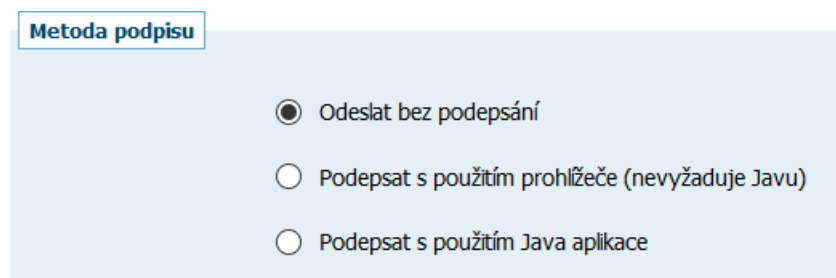 Metoda podpisu
Odeslat bez podepsání
Podepsat s použitím prohlížeče (nevyžaduje Javu)
Podepsat s použitím Java aplikace